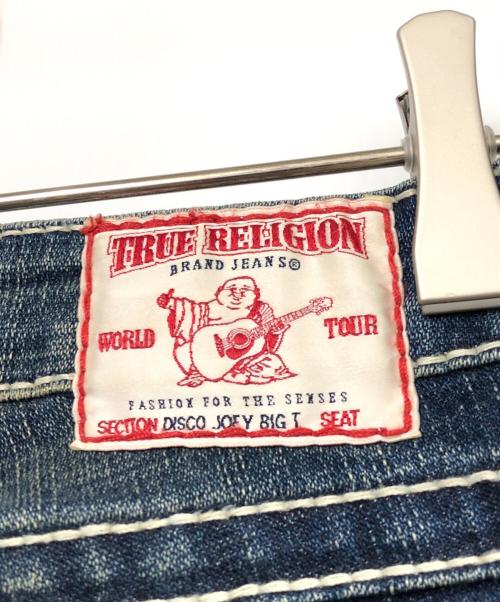 TRUE RELIGION
BRAND JEANS®
WORLD TOUR
FASHION FOR THE SENSES
SECTION DISCO JOEY BIG T SEAT